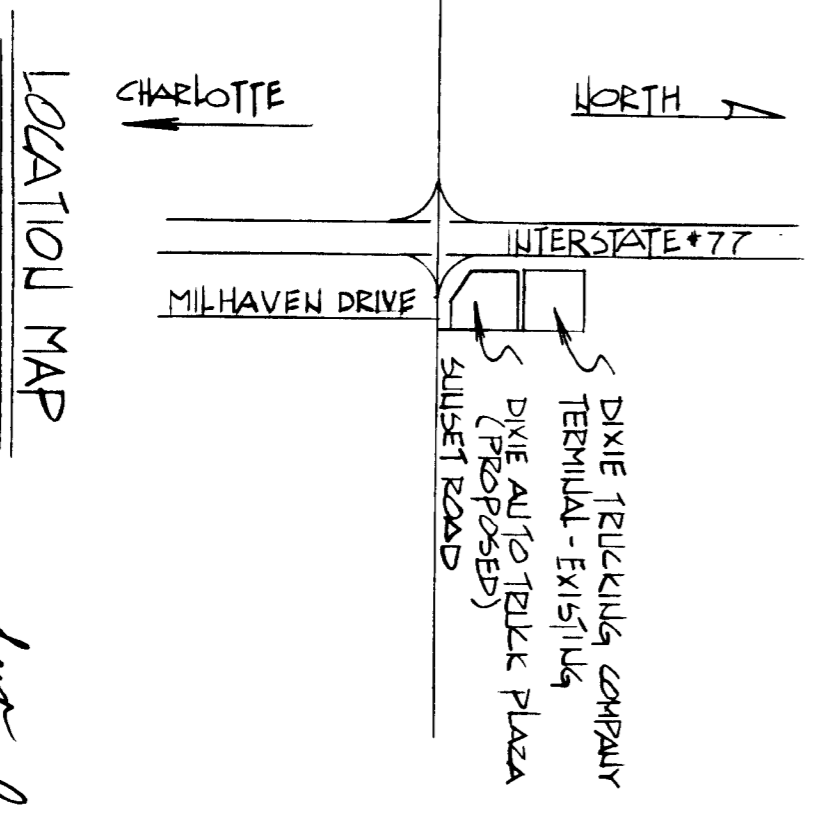 LOCATION MAP
CHARLOTTE
NORTH
INTERSTATE #77
MILHAVEN DRIVE
SUNSET ROAD
DIXIE AUTO TRUCK PLAZA
(PROPOSED)
DIXIE TRUCKING COMPANY
TERMINAL - EXISTING